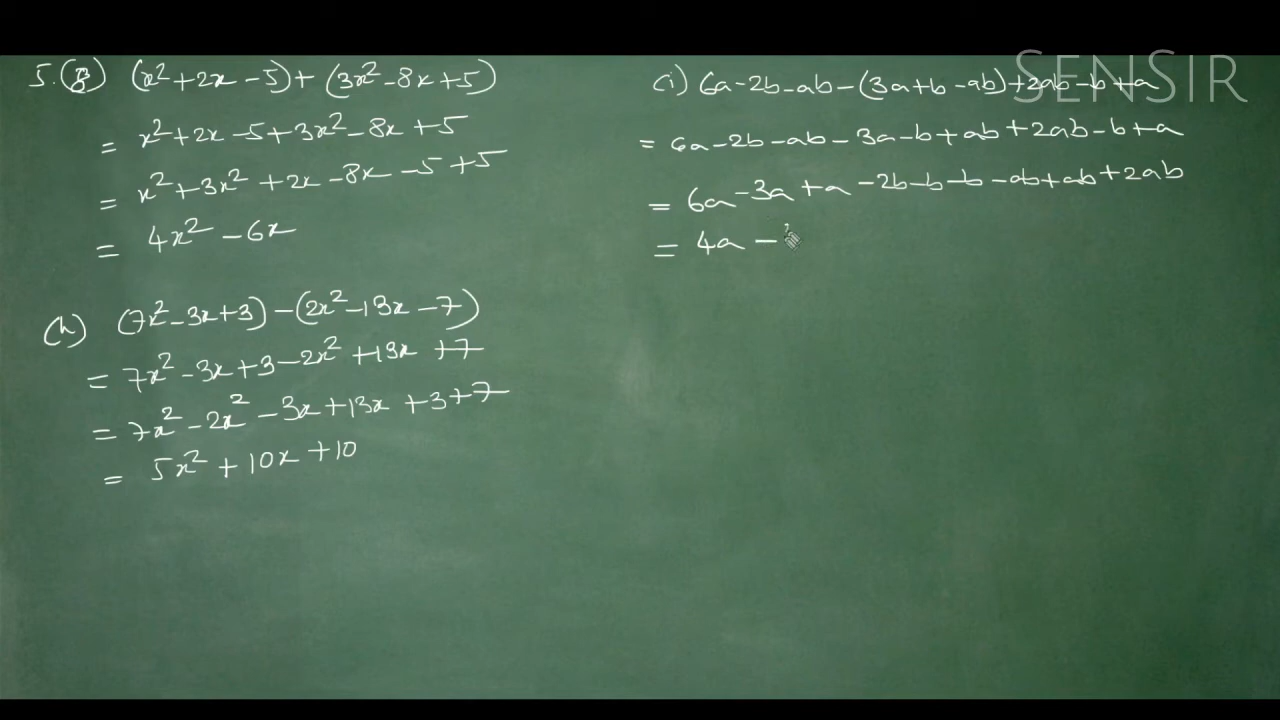 SENSIR
5. (g) (x²+2x-5)+(3x²-8x+5)
= x²+2x-5+3x²-8x+5
= x²+3x²+2x-8x-5+5
= 4x²-6x
(h) (7x²-3x+3)-(2x²-13x-7)
= 7x²-3x+3-2x²+13x+7
= 7x²-2x²-3x+13x+3+7
= 5x²+10x+10
(i) 6a-2b-ab-(3a+b-ab)+2ab-b+a
= 6a-2b-ab-3a-b+ab+2ab-b+a
= 6a-3a+a-2b-b-b-ab+ab+2ab
= 4a-